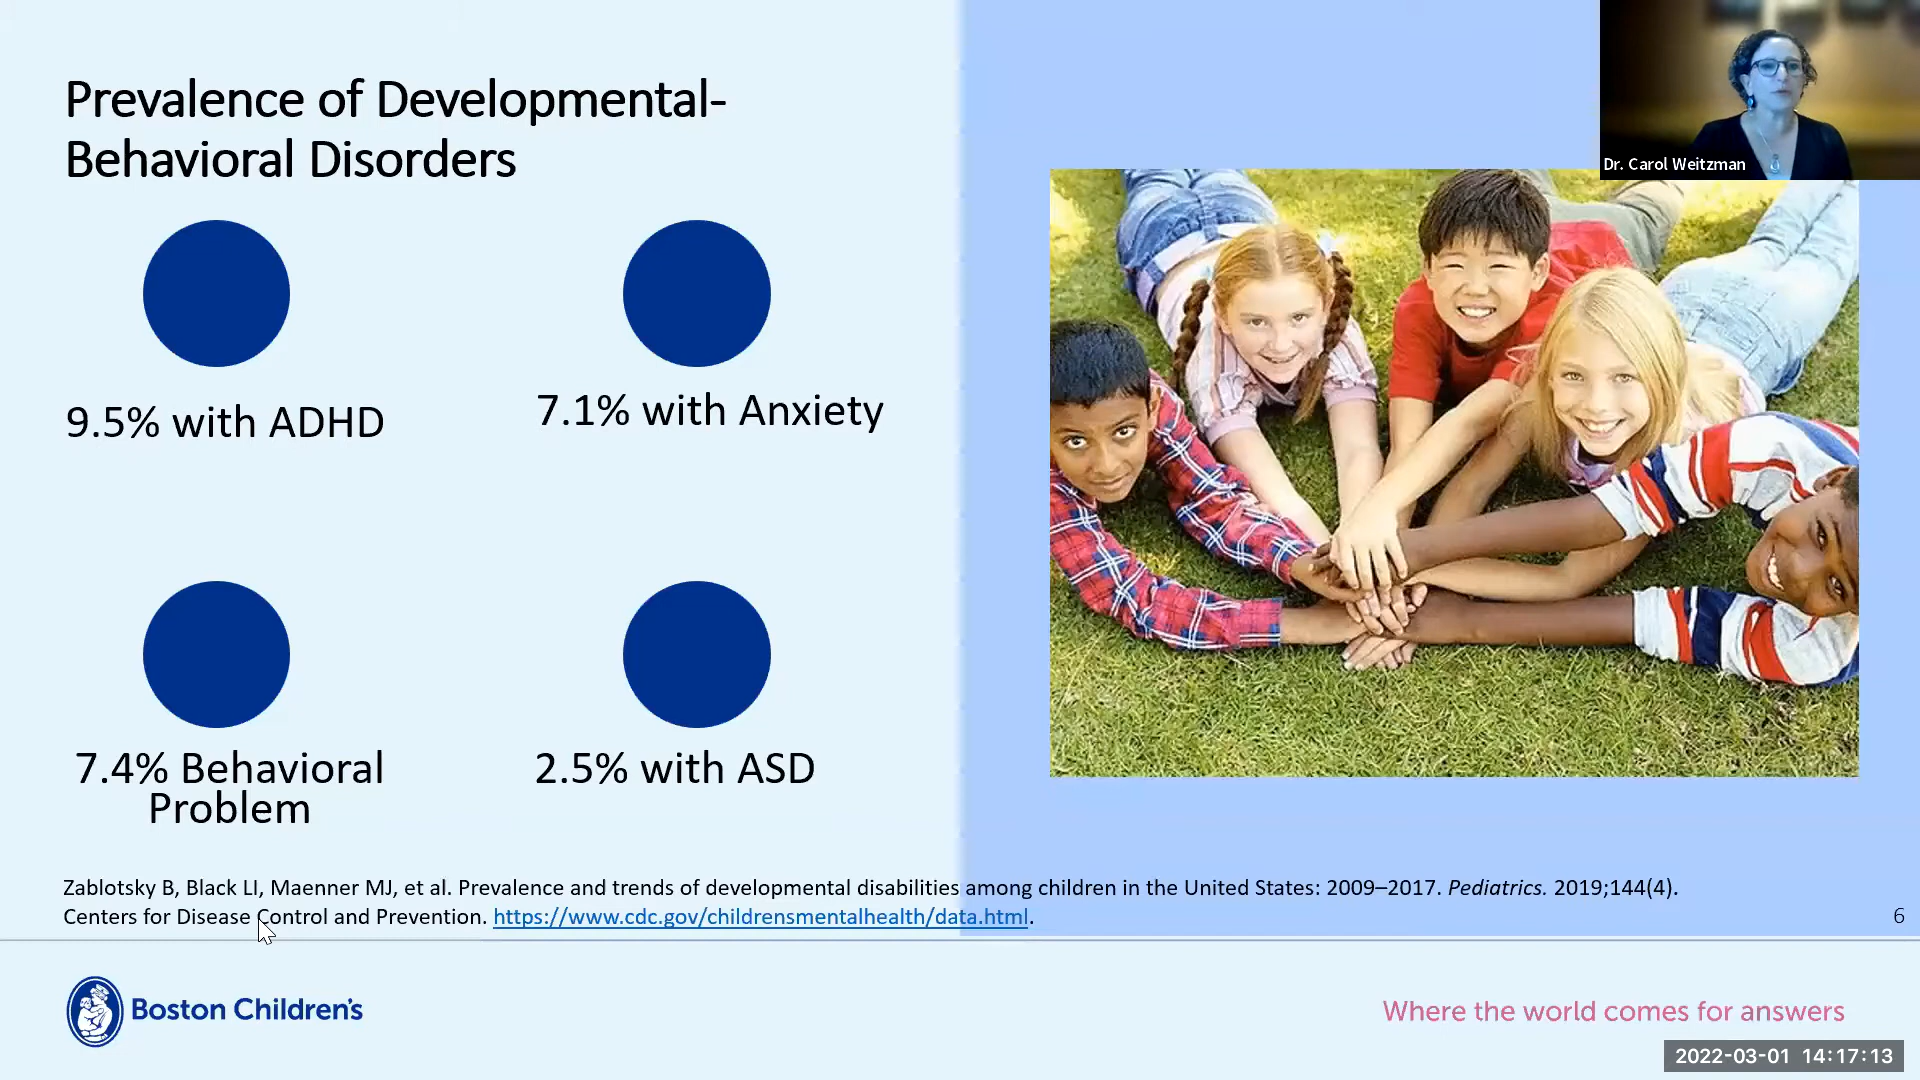 Prevalence of Developmental-
Behavioral Disorders
Dr. Carol Weitzman
9.5% with ADHD
7.1% with Anxiety
7.4% Behavioral
Problem
2.5% with ASD
Zablotsky B, Black LI, Maenner MJ, et al. Prevalence and trends of developmental disabilities among children in the United States: 2009–2017. Pediatrics. 2019;144(4).
Centers for Disease Control and Prevention. https://www.cdc.gov/childrensmentalhealth/data.html.
6
Boston Children's
Where the world comes for answers
2022-03-01 14:17:13